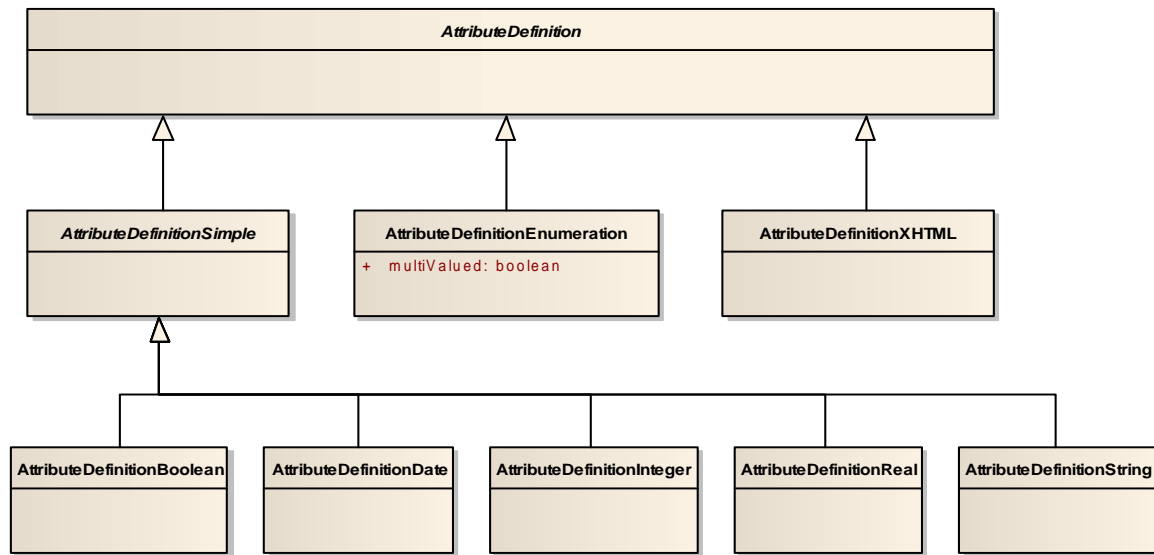 AttributeDefinition
AttributeDefinitionSimple
AttributeDefinitionEnumeration
+ multiValued: boolean
AttributeDefinitionXHTML
AttributeDefinitionBoolean
AttributeDefinitionDate
AttributeDefinitionInteger
AttributeDefinitionReal
AttributeDefinitionString